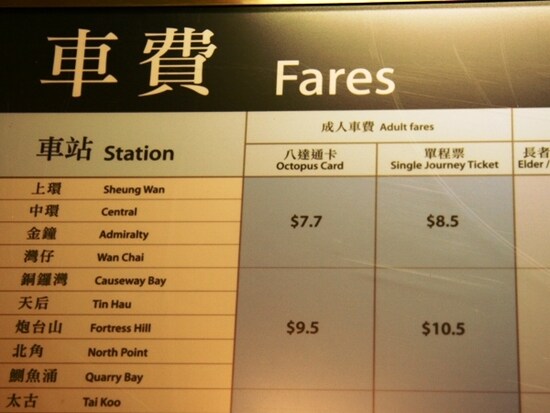 車費 Fares
成人車費 Adult fares
車站 Station
八達通卡 單程票 長者
Octopus Card Single Journey Ticket Elder /
上環 Sheung Wan
中環 Central
$7.7 $8.5
金鐘 Admiralty
灣仔 Wan Chai
銅鑼灣 Causeway Bay
天后 Tin Hau
炮台山 Fortress Hill
$9.5 $10.5
北角 North Point
鰂魚涌 Quarry Bay
太古 Tai Koo